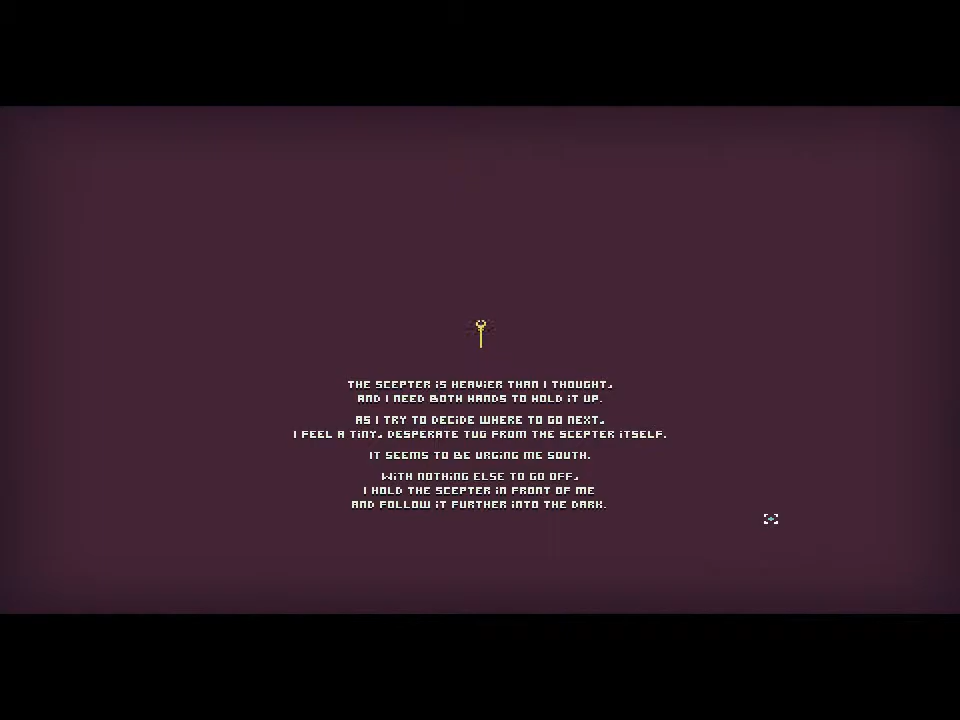 THE SCEPTER IS HEAVIER THAN I THOUGHT,
AND I NEED BOTH HANDS TO HOLD IT UP.
AS I TRY TO DECIDE WHERE TO GO NEXT,
I FEEL A TINY, DESPERATE TUG FROM THE SCEPTER ITSELF.
IT SEEMS TO BE URGING ME SOUTH.
WITH NOTHING ELSE TO GO OFF,
I HOLD THE SCEPTER IN FRONT OF ME
AND FOLLOW IT FURTHER INTO THE DARK.